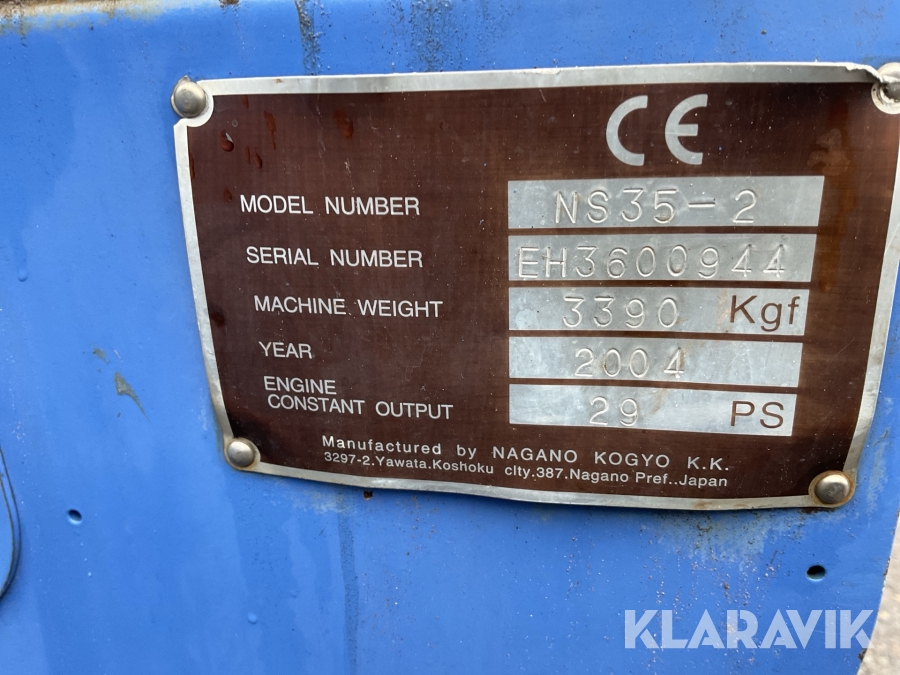 CE
MODEL NUMBER NS35-2
SERIAL NUMBER EH3600944
MACHINE WEIGHT 3390 Kgf
YEAR 2004
ENGINE
CONSTANT OUTPUT 29 PS
Manufactured by NAGANO KOGYO K.K.
3297-2.Yawata.Koshoku city.387.Nagano Pref..Japan
KLARAVIK